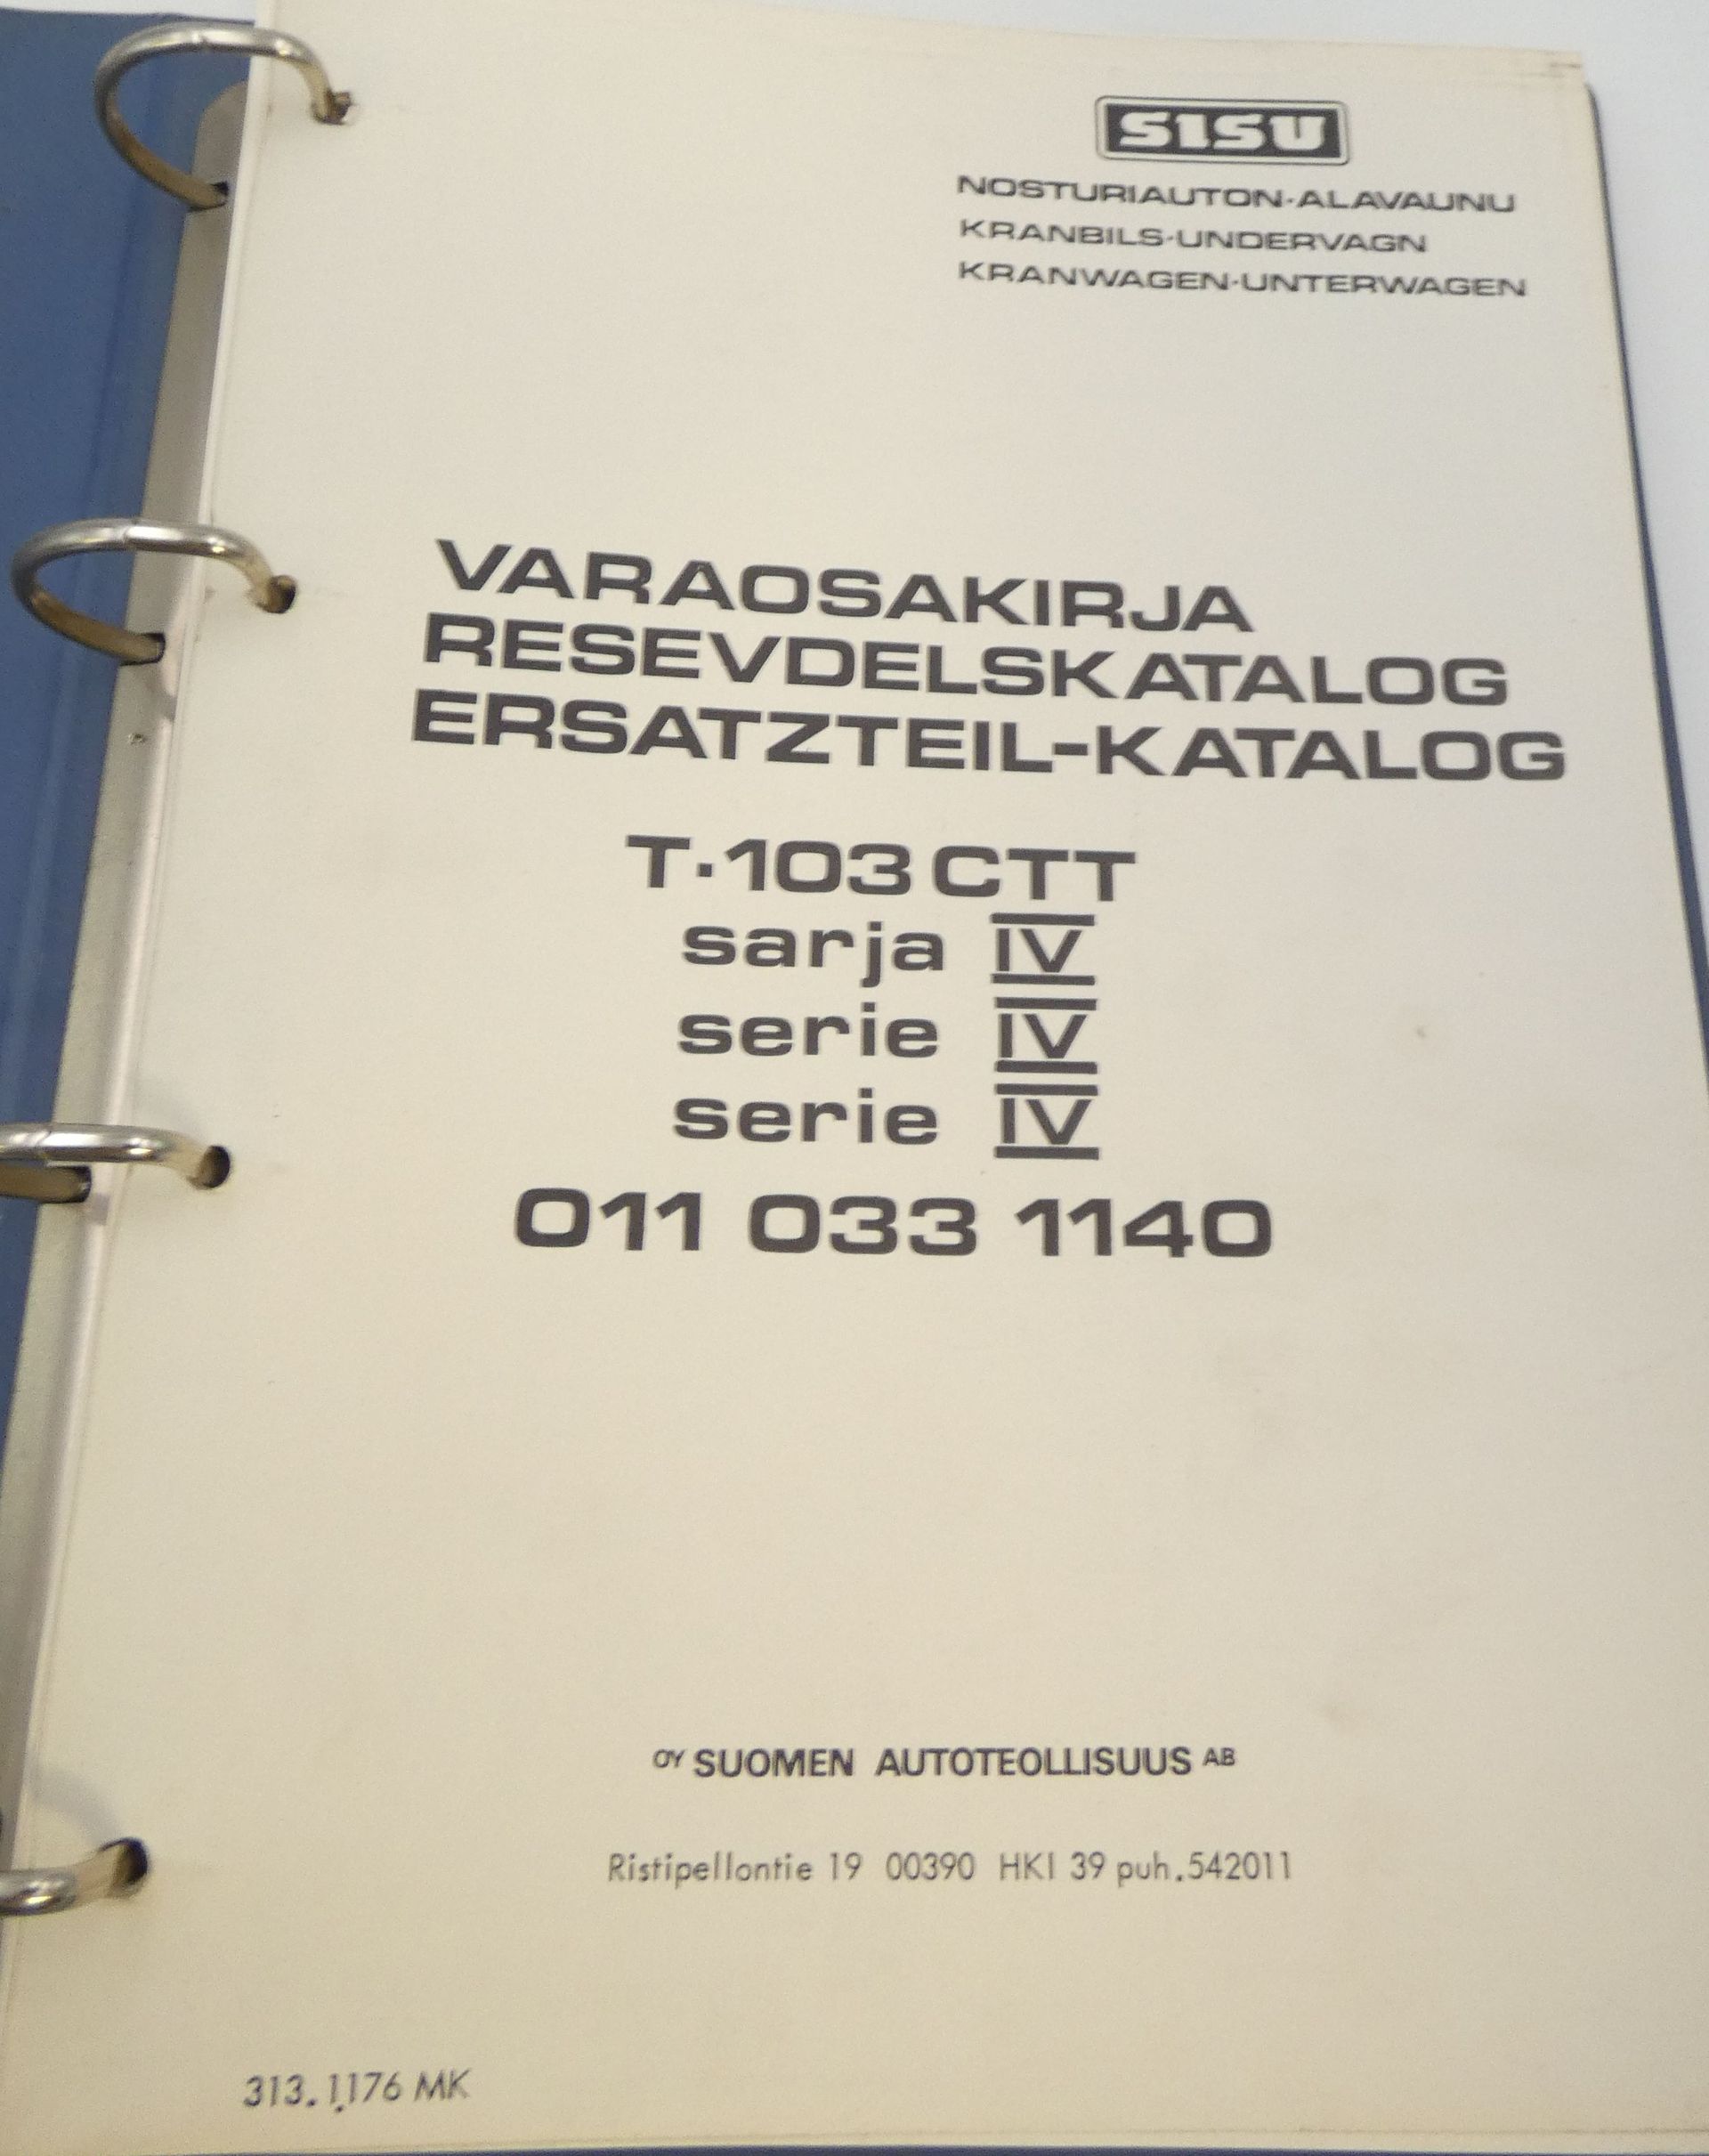 SISU
NOSTURIAUTON-ALAVAUNU
KRANBILS-UNDERVAGN
KRANWAGEN-UNTERWAGEN
VARAOSAKIRJA
RESEVDELSKATALOG
ERSATZTEIL-KATALOG
T·103 CTT
sarja IV
serie IV
serie IV
011 033 1140
OY SUOMEN AUTOTEOLLISUUS AB
Ristipellontie 19 00390 HKI 39 puh.542011
313.1176 MK